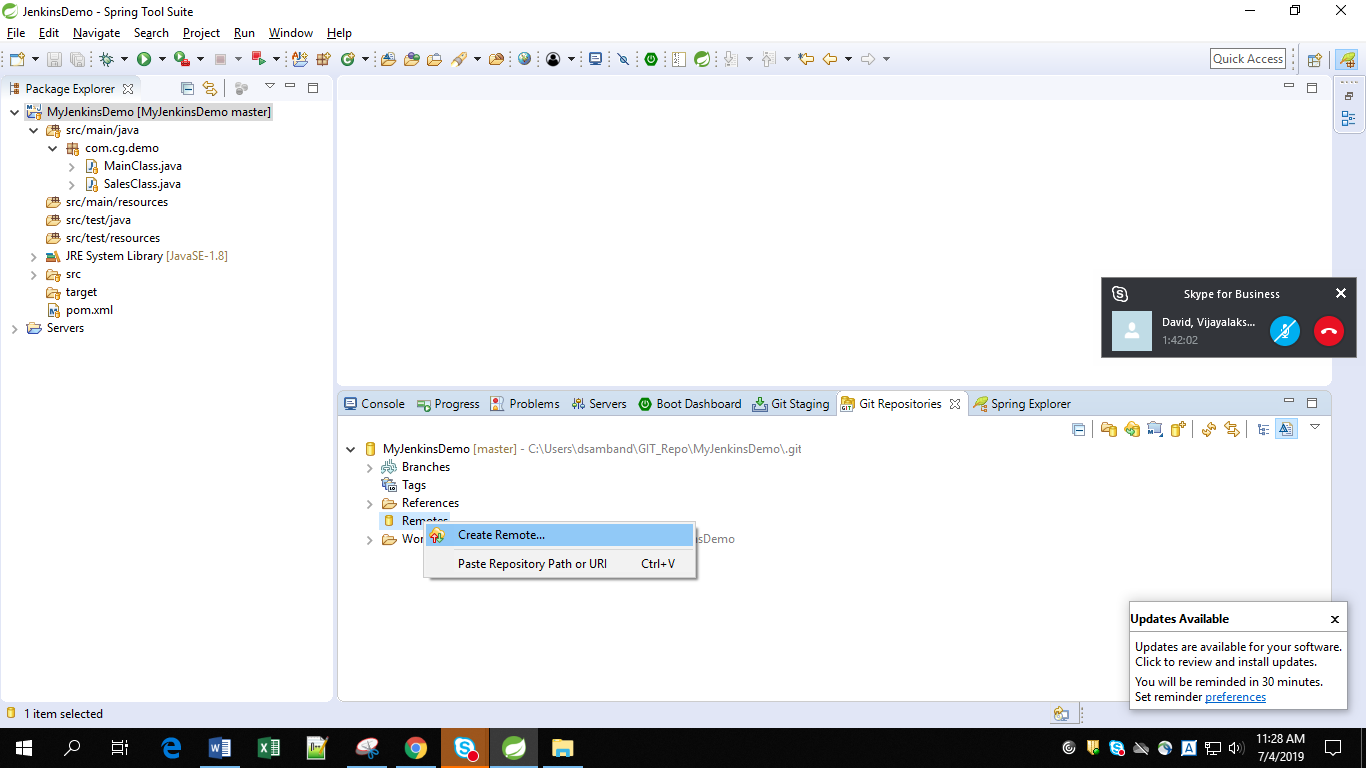 JenkinsDemo - Spring Tool Suite
File Edit Navigate Search Project Run Window Help
Quick Access
Package Explorer
MyJenkinsDemo [MyJenkinsDemo master]
src/main/java
com.cg.demo
MainClass.java
SalesClass.java
src/main/resources
src/test/java
src/test/resources
JRE System Library [JavaSE-1.8]
src
target
pom.xml
Servers
Skype for Business
David, Vijayalaks...
1:42:02
Console Progress Problems Servers Boot Dashboard Git Staging Git Repositories Spring Explorer
MyJenkinsDemo [master] - C:\Users\dsamband\GIT_Repo\MyJenkinsDemo\.git
Branches
Tags
References
Remotes
Create Remote...
Paste Repository Path or URI Ctrl+V
Updates Available x
Updates are available for your software.
Click to review and install updates.
You will be reminded in 30 minutes.
Set reminder preferences
1 item selected
11:28 AM
7/4/2019